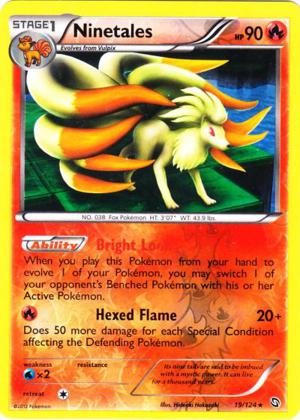 STAGE 1
Ninetales
HP 90
Evolves from Vulpix
NO. 038 Fox Pokémon HT. 3'07" WT. 43.9 lbs.
Ability Bright Look
When you play this Pokémon from your hand to
evolve 1 of your Pokémon, you may switch 1 of
your opponent's Benched Pokémon with his or her
Active Pokémon.
Hexed Flame 20+
Does 50 more damage for each Special Condition
affecting the Defending Pokémon.
weakness resistance
×2
Its nine tails are said to be imbued with
a mystic power. It can live for
retreat
Illus.
©2012 Pokémon
19/124 ★